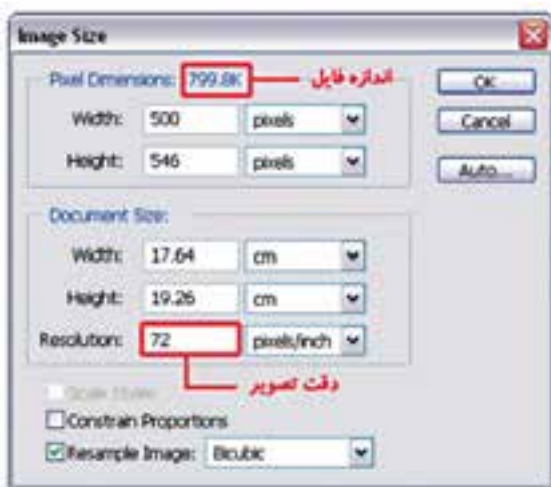 Image Size
Pixel Dimensions: 799.8K اندازه فایل
OK
Width: 500 pixels
Cancel
Height: 546 pixels
Auto...
Document Size:
Width: 17.64 cm
Height: 19.26 cm
Resolution: 72 pixels/inch
دقت تصویر
Constrain Proportions
Resample Image: Bicubic